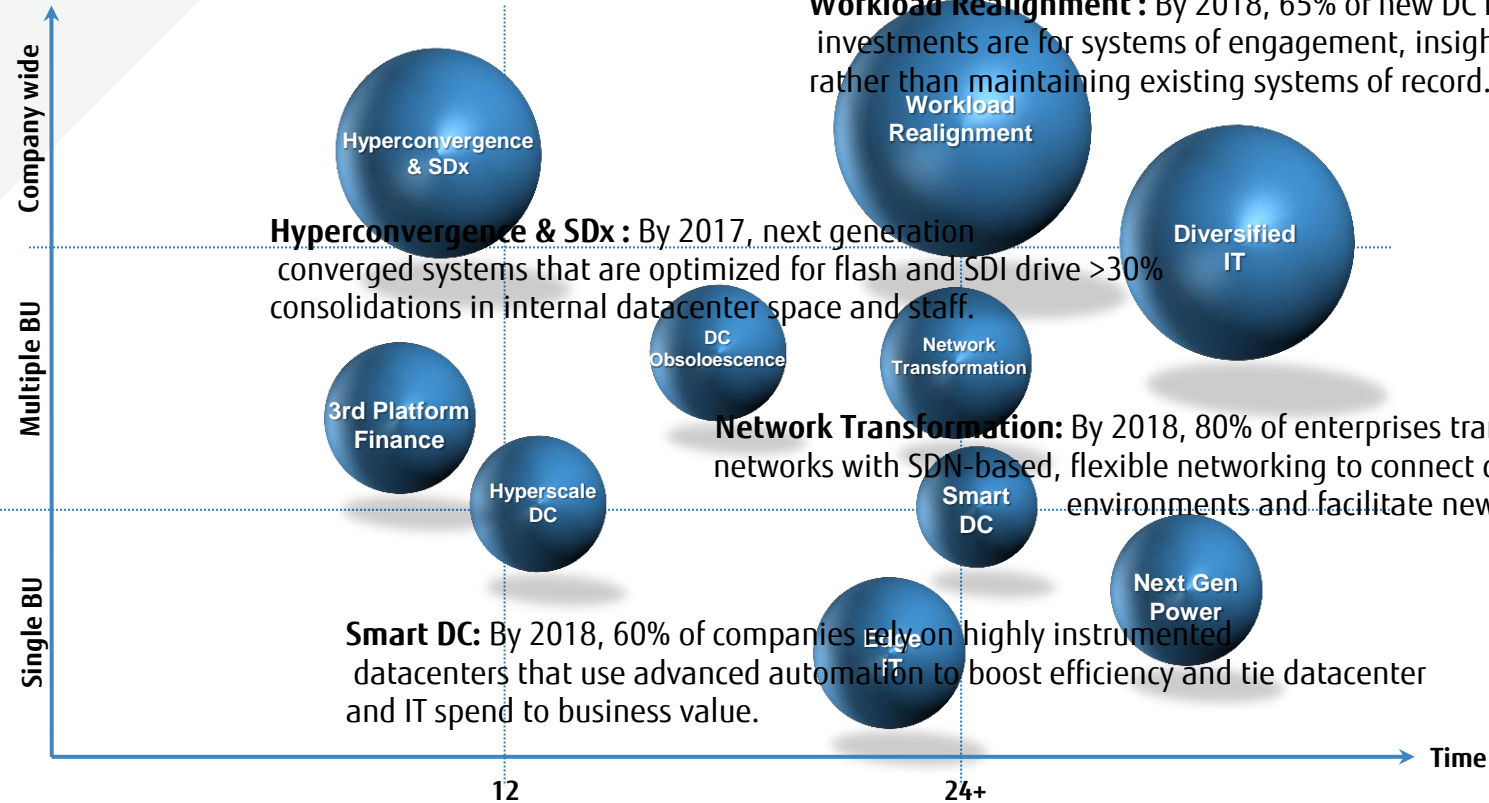 Workload Realignment : By 2018, 65% of new DC
investments are for systems of engagement,
rather than maintaining existing systems of record.
Company wide
Workload
Realignment
Hyperconvergence
& SDx
Diversified
IT
Hyperconvergence & SDx : By 2017, next generation
converged systems that are optimized for flash and SDI drive >30%
consolidations in internal datacenter space and staff.
Multiple BU
DC
Obsoloescence
Network
Transformation
3rd Platform
Finance
Network Transformation: By 2018, 80% of enterprises
networks with SDN-based, flexible networking to connect
environments and facilitate new
Hyperscale
DC
Smart
DC
Single BU
Next Gen
Power
Smart DC: By 2018, 60% of companies rely on highly instrumented
datacenters that use advanced automation to boost efficiency and tie datacenter
and IT spend to business value.
Edge
IT
Time
12
24+